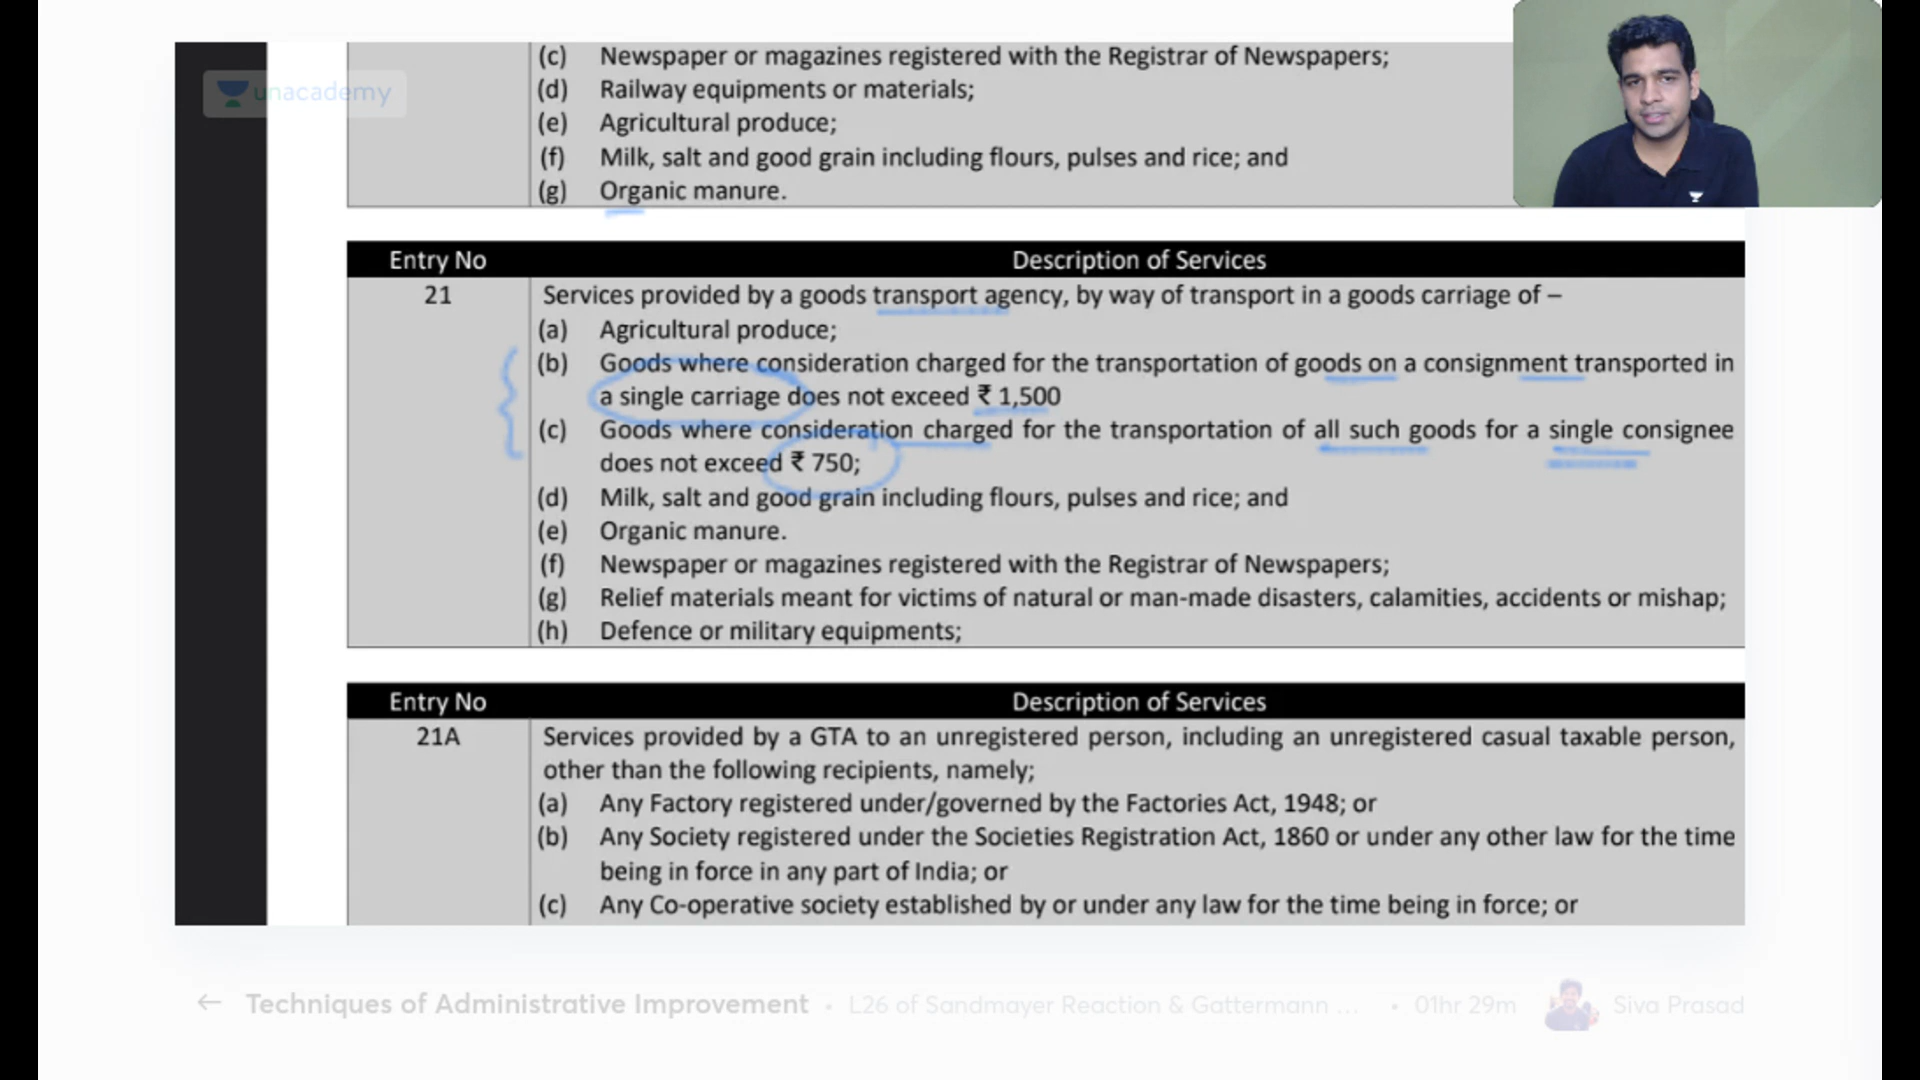 (c) Newspaper or magazines registered with the Registrar of Newspapers;
unacademy
(d) Railway equipments or materials;
(e) Agricultural produce;
(f) Milk, salt and good grain including flours, pulses and rice; and
(g) Organic manure.
Entry No Description of Services
21 Services provided by a goods transport agency, by way of transport in a goods carriage of –
(a) Agricultural produce;
(b) Goods where consideration charged for the transportation of goods on a consignment transported in
a single carriage does not exceed ₹ 1,500
(c) Goods where consideration charged for the transportation of all such goods for a single consignee
does not exceed ₹ 750;
(d) Milk, salt and good grain including flours, pulses and rice; and
(e) Organic manure.
(f) Newspaper or magazines registered with the Registrar of Newspapers;
(g) Relief materials meant for victims of natural or man-made disasters, calamities, accidents or mishap;
(h) Defence or military equipments;
Entry No Description of Services
21A Services provided by a GTA to an unregistered person, including an unregistered casual taxable person,
other than the following recipients, namely;
(a) Any Factory registered under/governed by the Factories Act, 1948; or
(b) Any Society registered under the Societies Registration Act, 1860 or under any other law for the time
being in force in any part of India; or
(c) Any Co-operative society established by or under any law for the time being in force; or
← Techniques of Administrative Improvement • L26 of Sandmayer Reaction & Gattermann ... • 01hr 29m Siva Prasad